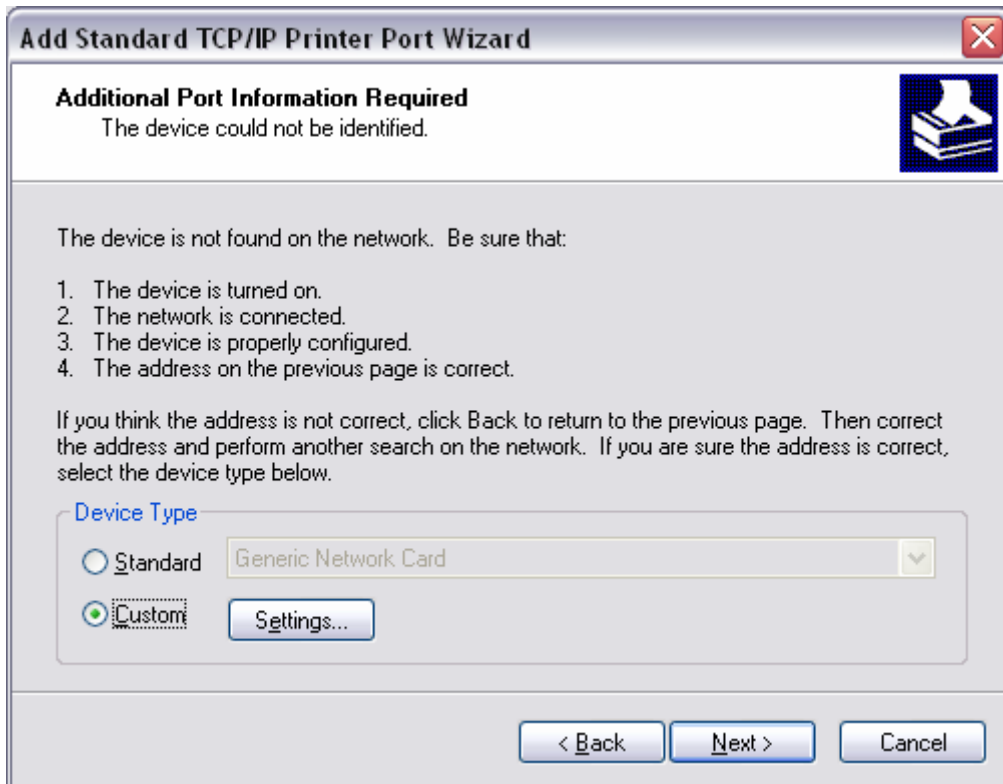 Add Standard TCP/IP Printer Port Wizard
Additional Port Information Required
The device could not be identified.
The device is not found on the network. Be sure that:
1. The device is turned on.
2. The network is connected.
3. The device is properly configured.
4. The address on the previous page is correct.
If you think the address is not correct, click Back to return to the previous page. Then correct
the address and perform another search on the network. If you are sure the address is correct,
select the device type below.
Device Type
Standard Generic Network Card
Custom Settings...
< Back Next > Cancel